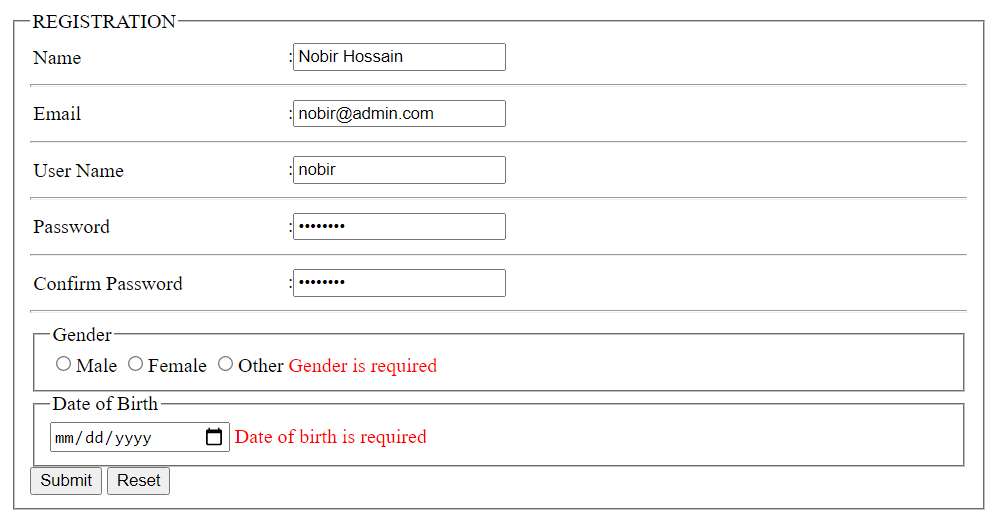 REGISTRATION
Name : Nobir Hossain
Email : nobir@admin.com
User Name : nobir
Password : ••••••••
Confirm Password : ••••••••
Gender
Male Female Other Gender is required
Date of Birth
mm/dd/yyyy Date of birth is required
Submit Reset